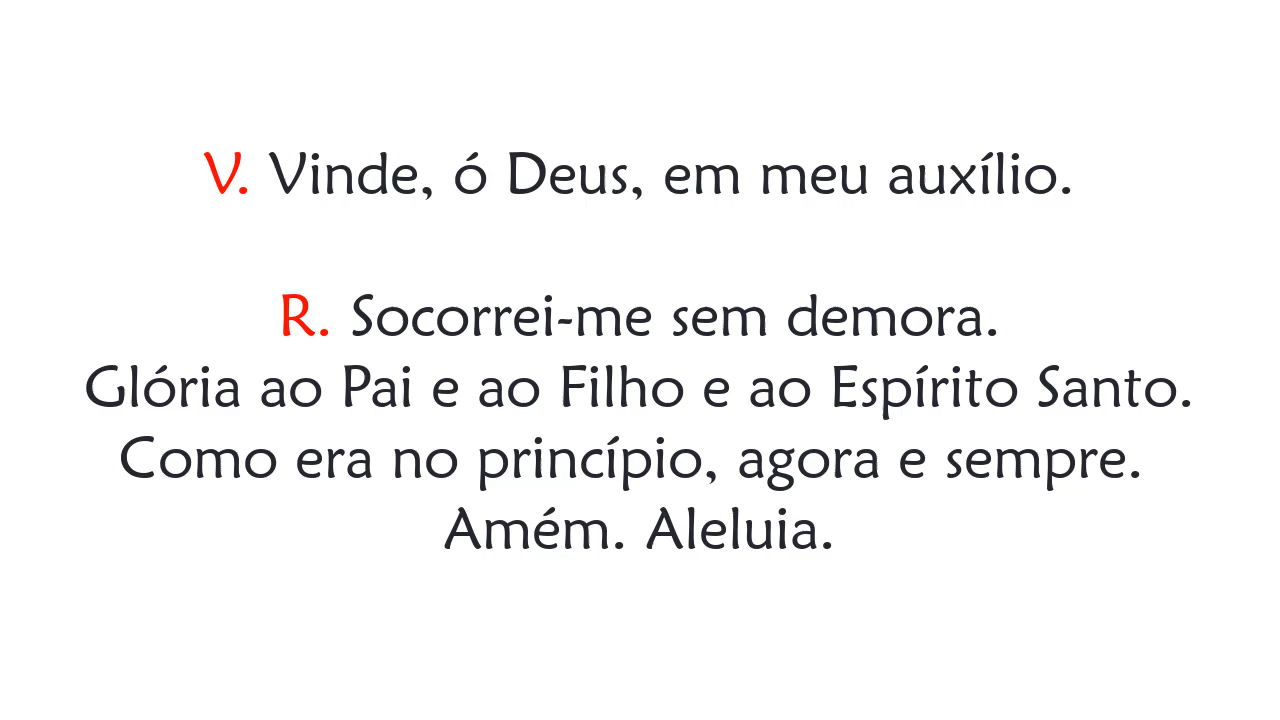 V. Vinde, ó Deus, em meu auxílio.
R. Socorrei-me sem demora.
Glória ao Pai e ao Filho e ao Espírito Santo.
Como era no princípio, agora e sempre.
Amém. Aleluia.